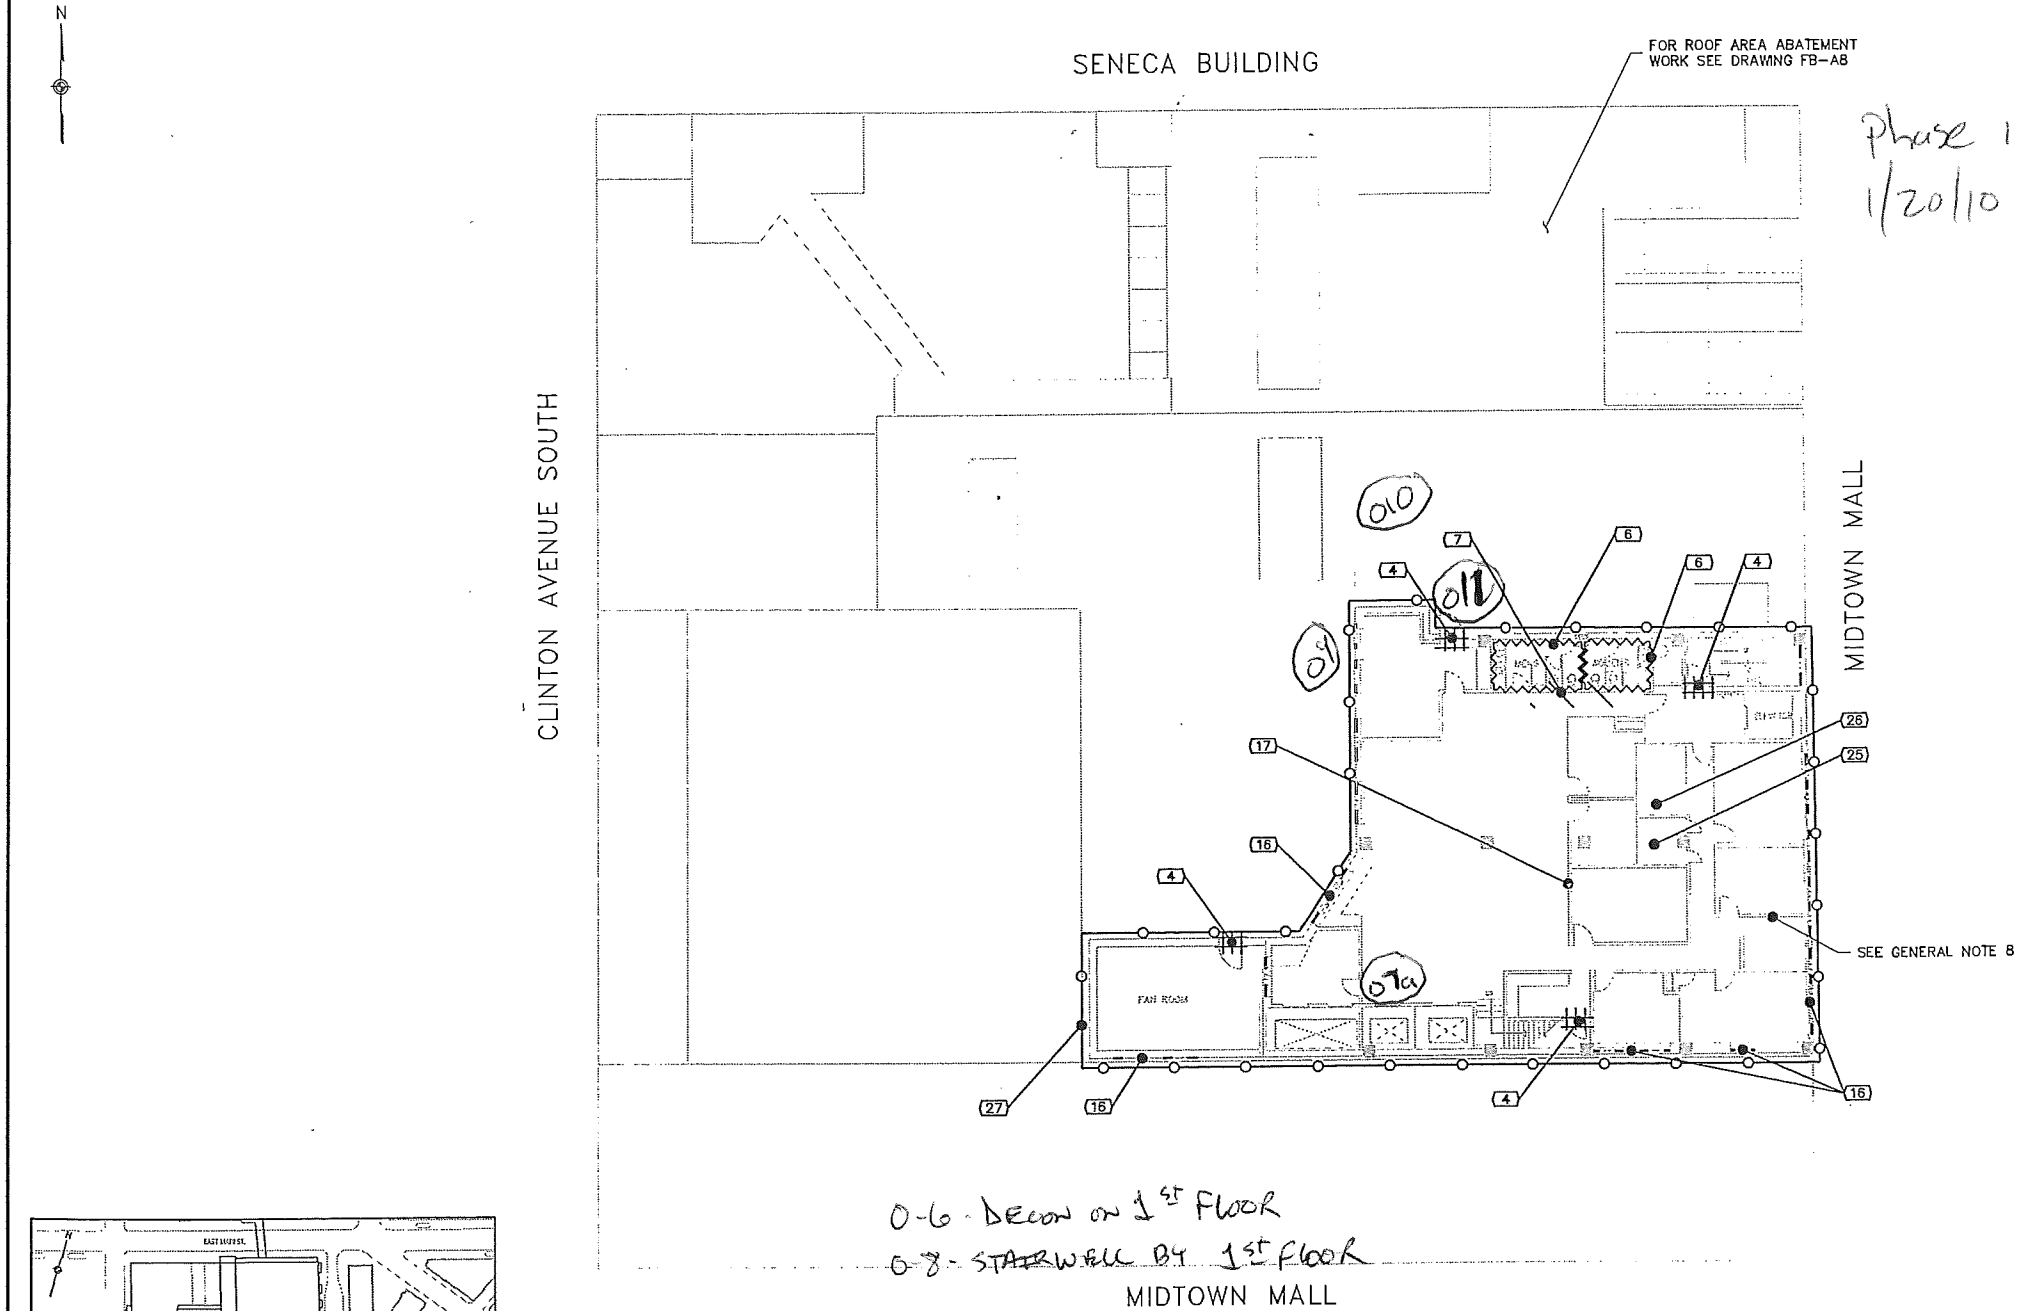 N
SENECA BUILDING
FOR ROOF AREA ABATEMENT
WORK SEE DRAWING FB-A8
Phase 1
1/20/10
CLINTON AVENUE SOUTH
MIDTOWN MALL
010
7
6
4
011
6
4
09
26
17
25
16
4
SEE GENERAL NOTE 8
07a
FAN ROOM
27
16
4
16
0-6 - DECON ON 1ST FLOOR
0-8 - STAIRWELL BY 1ST FLOOR
MIDTOWN MALL
N